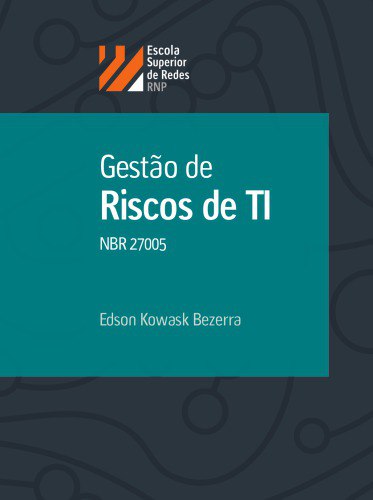 Escola
Superior
de Redes
RNP
Gestão de
Riscos de TI
NBR 27005
Edson Kowask Bezerra